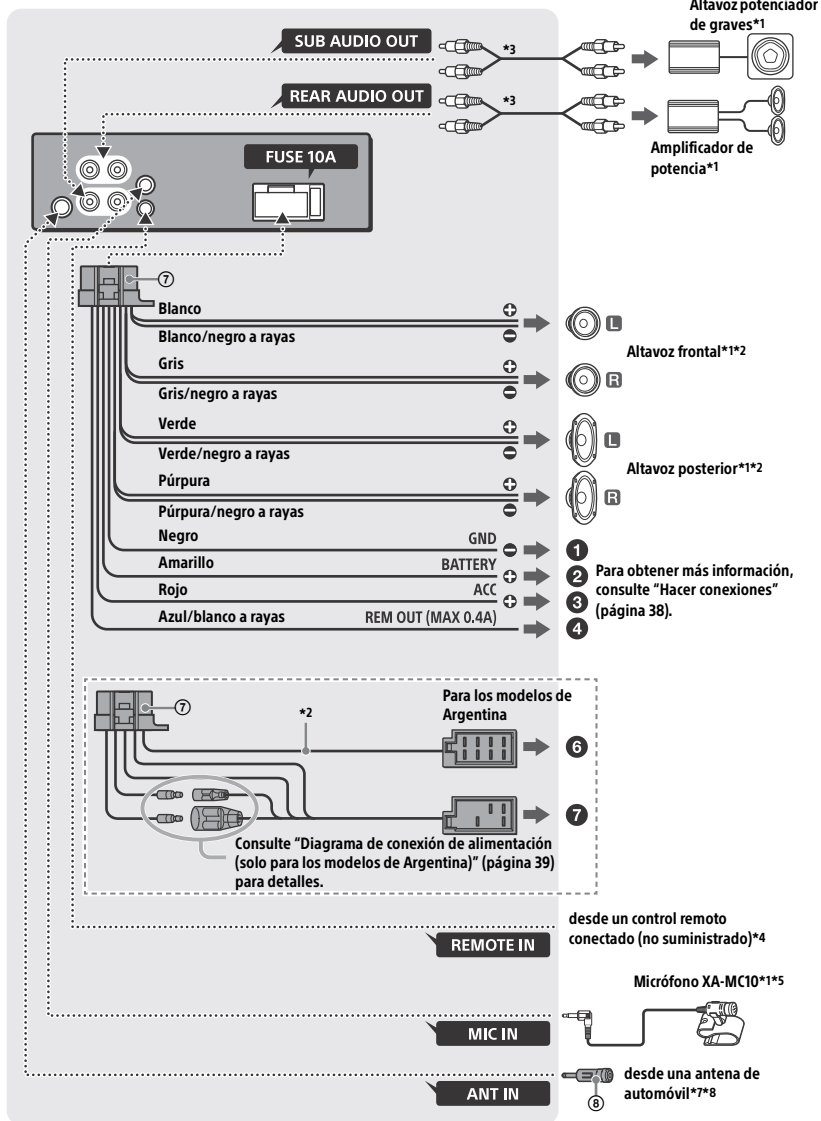 Altavoz potenciador
de graves*1
SUB AUDIO OUT
*3
REAR AUDIO OUT
*3
Amplificador de
potencia*1
FUSE 10A
⑦
Blanco
Blanco/negro a rayas
L
Gris
Gris/negro a rayas
R
Altavoz frontal*1*2
Verde
Verde/negro a rayas
L
Púrpura
Púrpura/negro a rayas
R
Altavoz posterior*1*2
Negro GND ❶
Amarillo BATTERY ❷
Rojo ACC ❸
Azul/blanco a rayas REM OUT (MAX 0.4A) ❹
Para obtener más información,
consulte “Hacer conexiones”
(página 38).
Para los modelos de
Argentina
⑦
*2
❻
❼
Consulte “Diagrama de conexión de alimentación
(solo para los modelos de Argentina)” (página 39)
para detalles.
REMOTE IN
desde un control remoto
conectado (no suministrado)*4
Micrófono XA-MC10*1*5
MIC IN
ANT IN
desde una antena de
automóvil*7*8
⑧